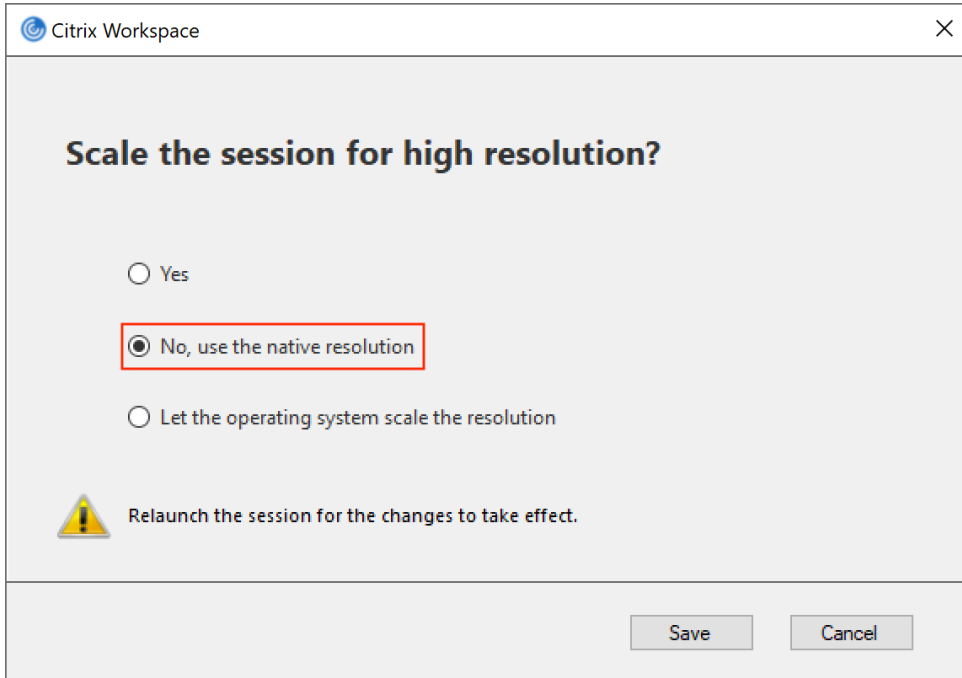 Citrix Workspace
Scale the session for high resolution?
Yes
No, use the native resolution
Let the operating system scale the resolution
Relaunch the session for the changes to take effect.
Save Cancel